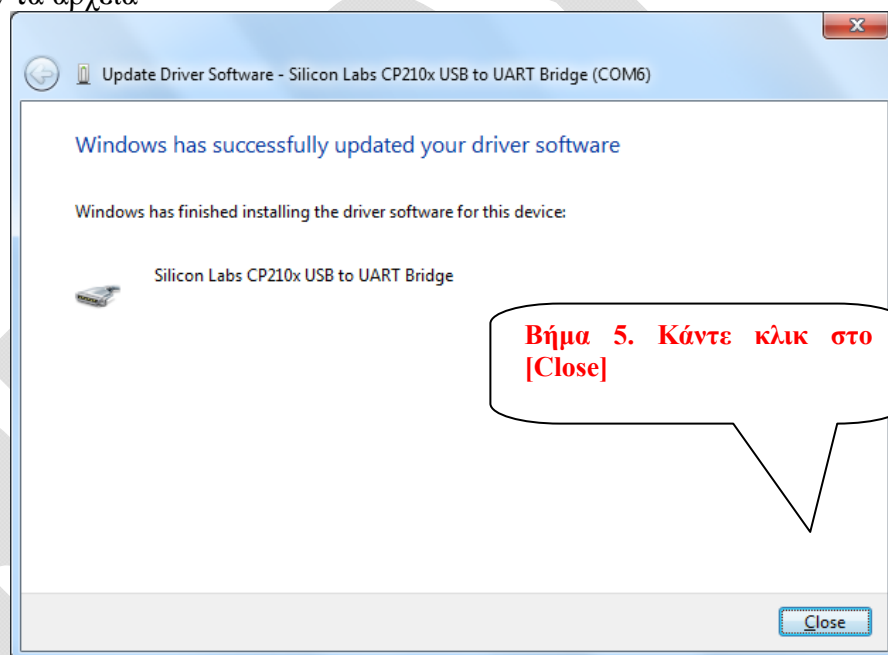 τα αρχεία
Update Driver Software - Silicon Labs CP210x USB to UART Bridge (COM6)
Windows has successfully updated your driver software
Windows has finished installing the driver software for this device:
Silicon Labs CP210x USB to UART Bridge
Βήμα 5. Κάντε κλικ στο
[Close]
Close